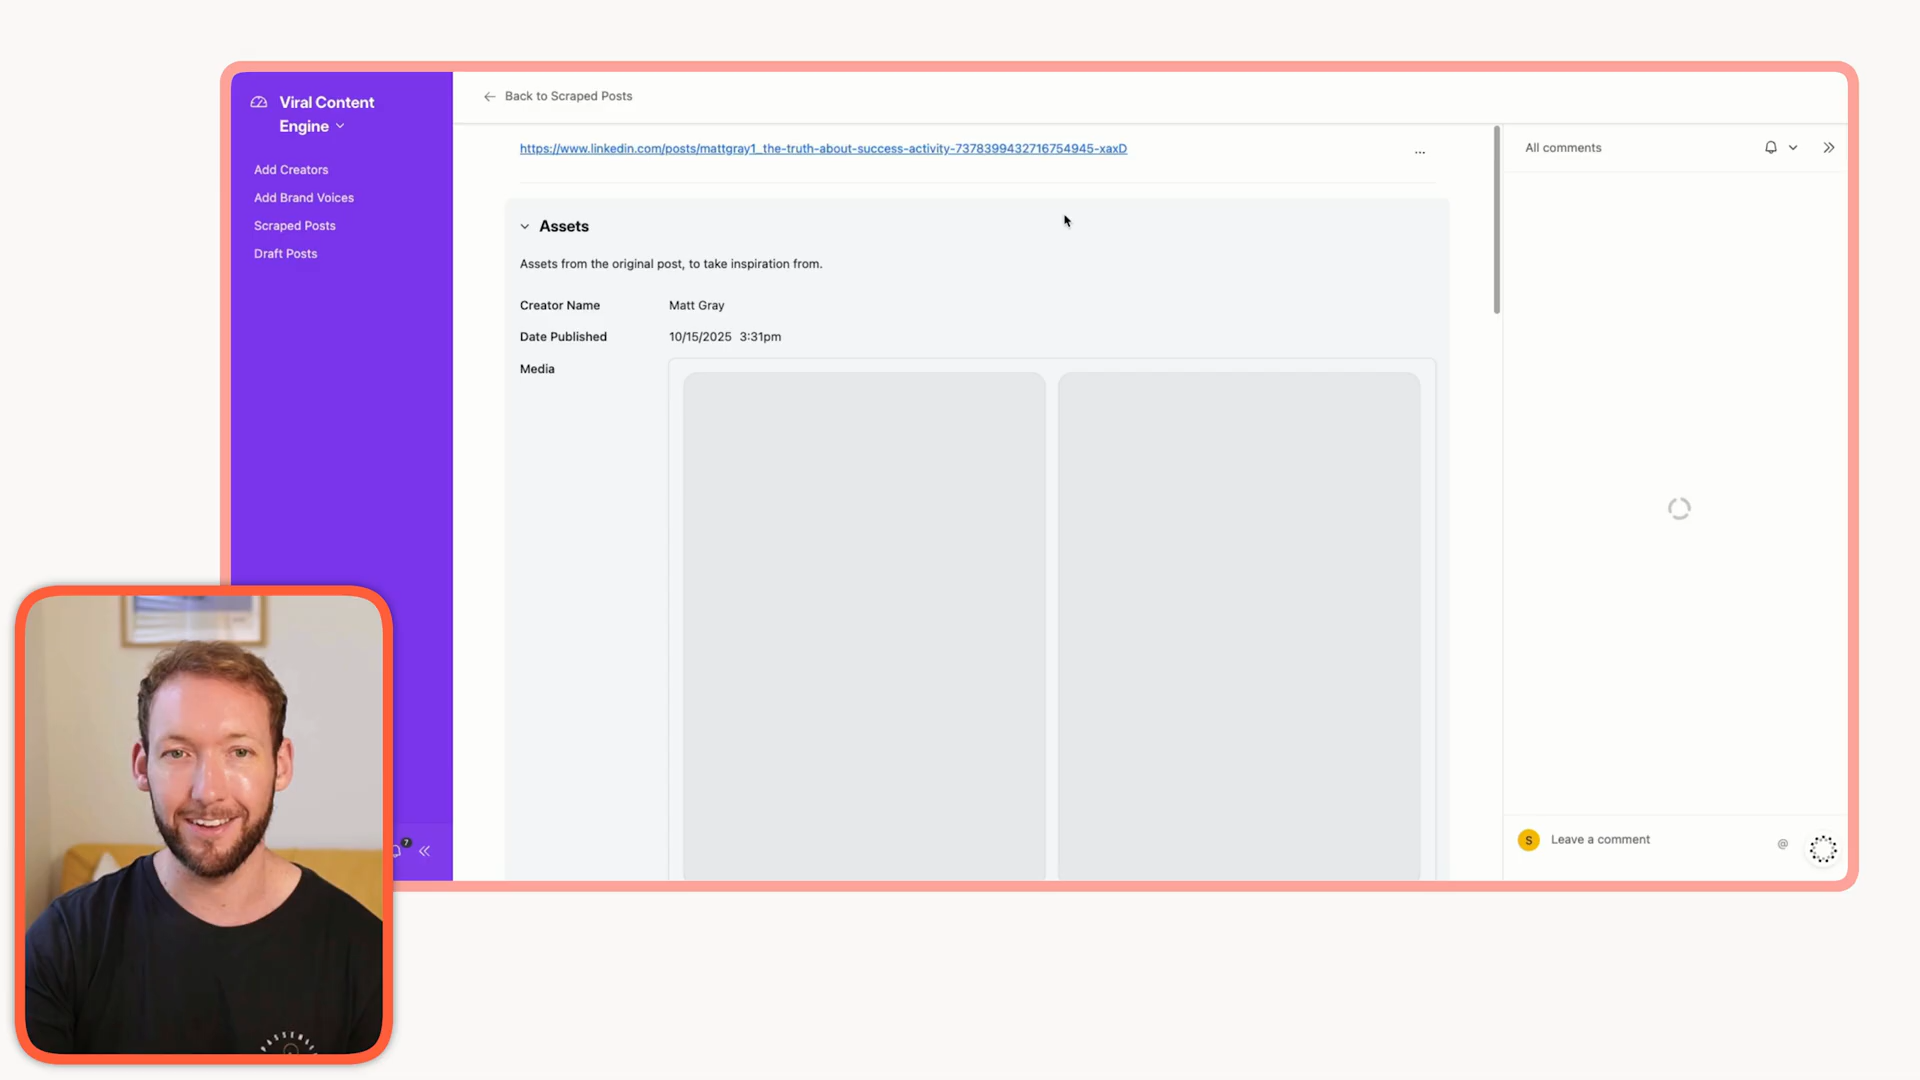 Viral Content
Engine
Add Creators
Add Brand Voices
Scraped Posts
Draft Posts
7
Back to Scraped Posts
https://www.linkedin.com/posts/mattgray1_the-truth-about-success-activity-7378399432716754945-xaxD
...
Assets
Assets from the original post, to take inspiration from.
Creator Name Matt Gray
Date Published 10/15/2025 3:31pm
Media
All comments
S Leave a comment @